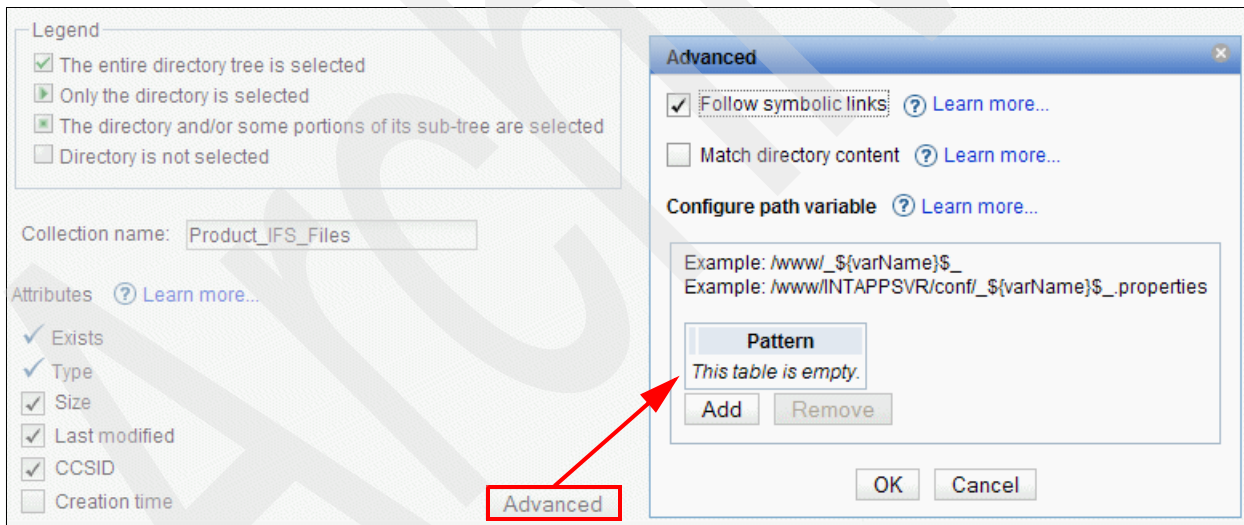 Legend
The entire directory tree is selected
Only the directory is selected
The directory and/or some portions of its sub-tree are selected
Directory is not selected
Collection name: Product_IFS_Files
Attributes ? Learn more...
Exists
Type
Size
Last modified
CCSID
Creation time
Advanced
Advanced
Follow symbolic links ? Learn more...
Match directory content ? Learn more...
Configure path variable ? Learn more...
Example: /www/_${varName}$_
Example: /www/INTAPPSVR/conf/_${varName}$_.properties
Pattern
This table is empty.
Add Remove
OK Cancel